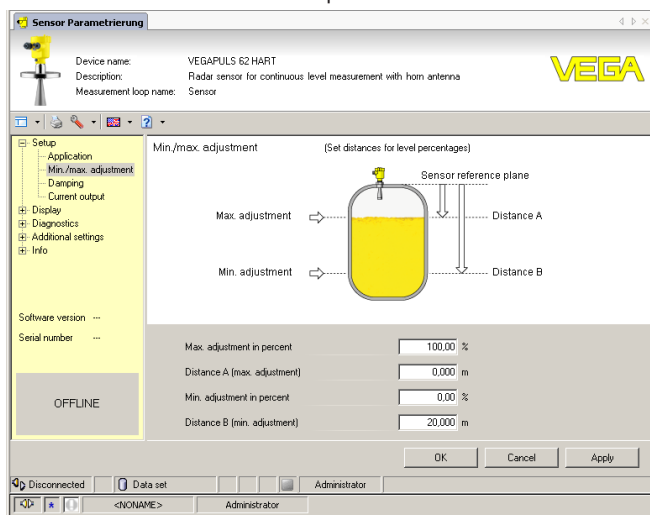 Sensor Parametrierung
Device name: VEGAPULS 62 HART
Description: Radar sensor for continuous level measurement with horn antenna
Measurement loop name: Sensor
VEGA
Setup
Application
Min./max. adjustment
Damping
Current output
Display
Diagnostics
Additional settings
Info
Software version ---
Serial number ---
OFFLINE
Min./max. adjustment (Set distances for level percentages)
Sensor reference plane
Max. adjustment
Distance A
Min. adjustment
Distance B
Max. adjustment in percent 100,00 %
Distance A (max. adjustment) 0,000 m
Min. adjustment in percent 0,00 %
Distance B (min. adjustment) 20,000 m
OK Cancel Apply
Disconnected Data set Administrator
<NONAME> Administrator